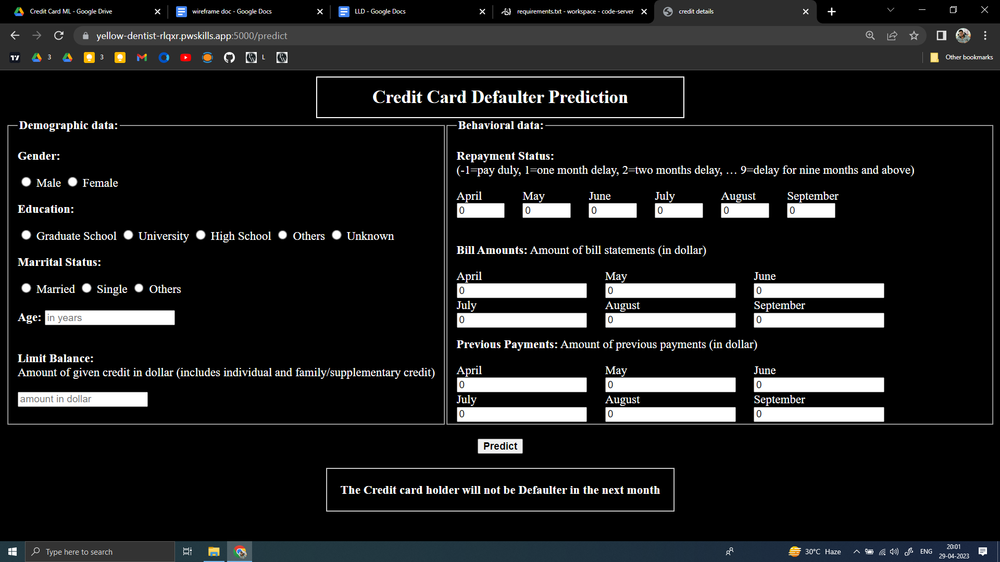 Credit Card ML - Google Drive
wireframe doc - Google Docs
LLD - Google Docs
requirements.txt - workspace - code-server
credit details
yellow-dentist-rlqxr.pwskills.app:5000/predict
3
3
L
Other bookmarks
Credit Card Defaulter Prediction
Demographic data:
Gender:
Male Female
Education:
Graduate School University High School Others Unknown
Marrital Status:
Married Single Others
Age: in years
Limit Balance:
Amount of given credit in dollar (includes individual and family/supplementary credit)
amount in dollar
Behavioral data:
Repayment Status:
(-1=pay duly, 1=one month delay, 2=two months delay, … 9=delay for nine months and above)
April May June July August September
0 0 0 0 0 0
Bill Amounts: Amount of bill statements (in dollar)
April May June
0 0 0
July August September
0 0 0
Previous Payments: Amount of previous payments (in dollar)
April May June
0 0 0
July August September
0 0 0
Predict
The Credit card holder will not be Defaulter in the next month
Type here to search
30°C Haze
ENG
20:01
29-04-2023